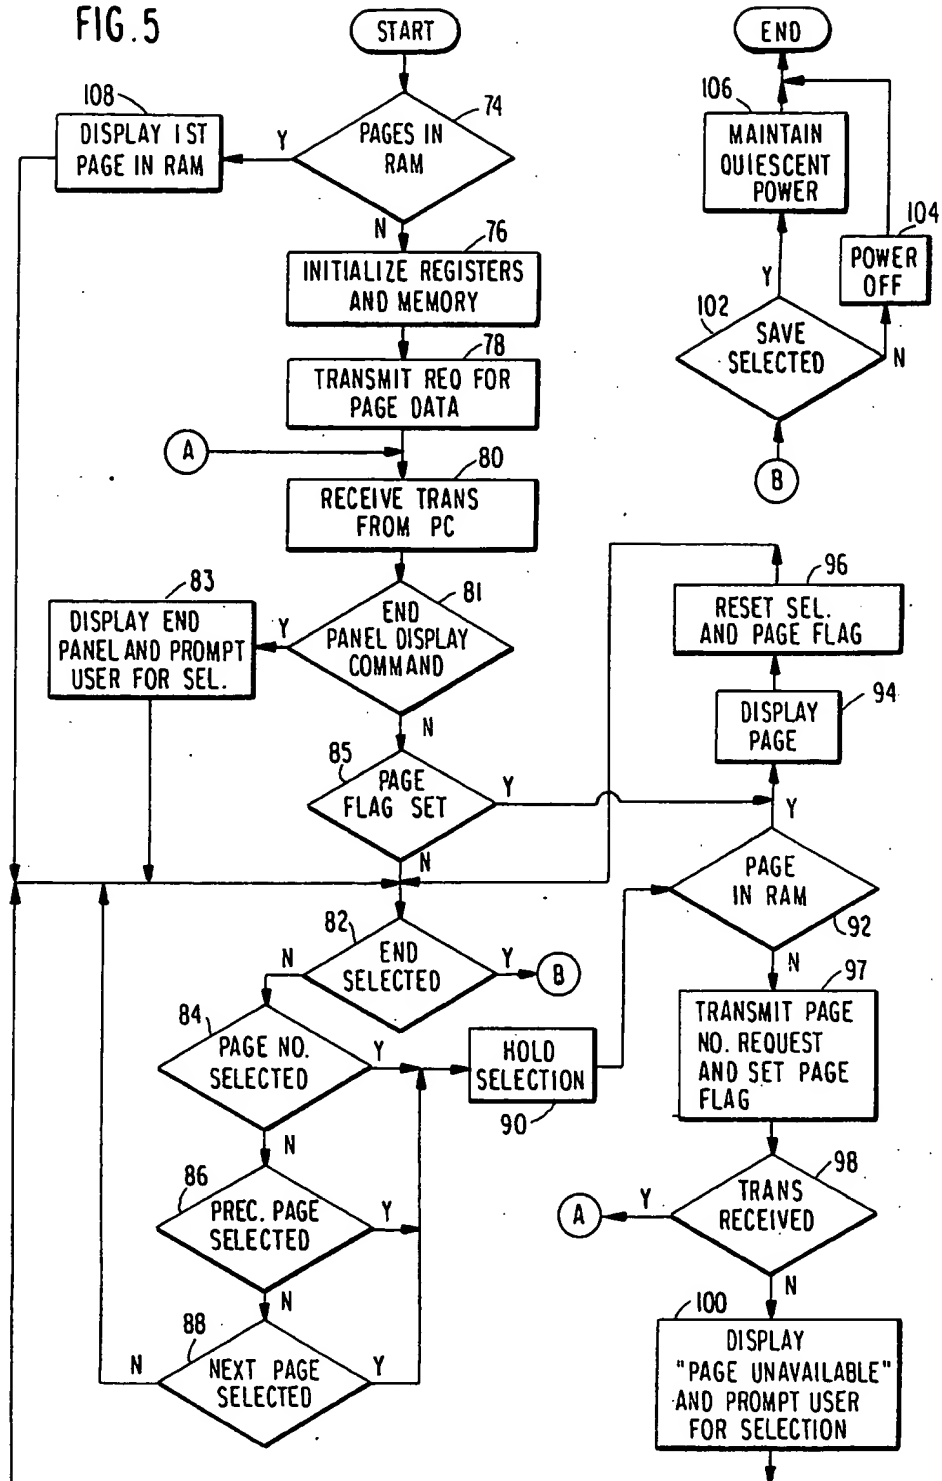 FIG.5
START
END
108
DISPLAY 1ST
PAGE IN RAM
Y
74
PAGES IN
RAM
N
106
MAINTAIN
QUIESCENT
POWER
104
POWER
OFF
Y
102
SAVE
SELECTED
N
B
76
INITIALIZE REGISTERS
AND MEMORY
78
TRANSMIT REQ FOR
PAGE DATA
A
80
RECEIVE TRANS
FROM PC
83
DISPLAY END
PANEL AND PROMPT
USER FOR SEL.
Y
81
END
PANEL DISPLAY
COMMAND
N
96
RESET SEL.
AND PAGE FLAG
94
DISPLAY
PAGE
85
PAGE
FLAG SET
Y
N
Y
PAGE
IN RAM
92
N
82
END
SELECTED
N
Y
B
84
PAGE NO.
SELECTED
Y
N
HOLD
SELECTION
90
97
TRANSMIT PAGE
NO. REQUEST
AND SET PAGE
FLAG
86
PREC. PAGE
SELECTED
Y
N
98
TRANS
RECEIVED
Y
A
N
88
NEXT PAGE
SELECTED
N
Y
100
DISPLAY
"PAGE UNAVAILABLE"
AND PROMPT USER
FOR SELECTION